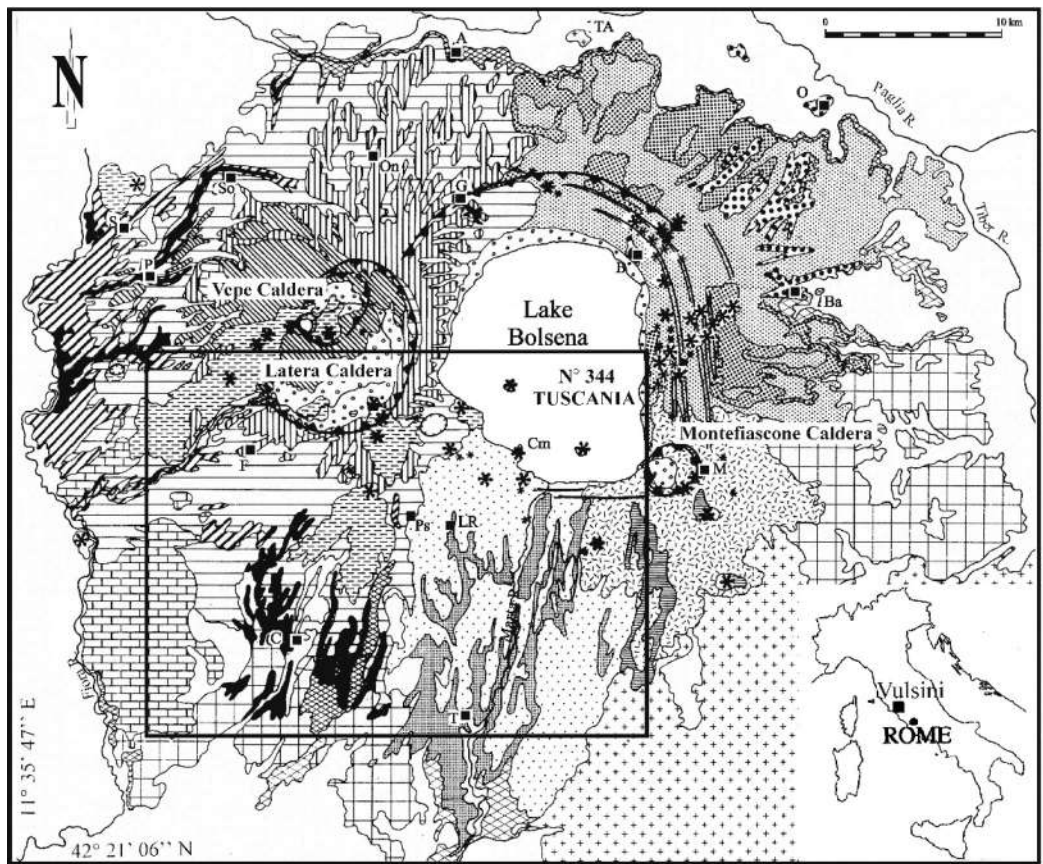 0 10 km
TA
A
N
O
Paglia R.
On
So
G
Tiber R.
S
B
P
Vepe Caldera
Ba
Lake
Bolsena
Latera Caldera
N° 344
TUSCANIA
Cm
Montefiascone Caldera
F
M
Ps
LR
C
Vulsini
ROME
T
11° 35' 47'' E
42° 21' 06'' N